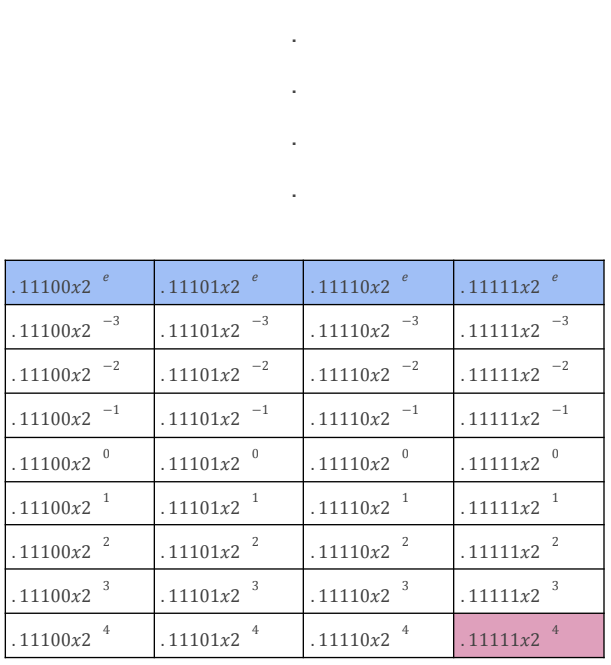 .
.
.
.
.11100x2 ᵉ .11101x2 ᵉ .11110x2 ᵉ .11111x2 ᵉ
.11100x2 ⁻³ .11101x2 ⁻³ .11110x2 ⁻³ .11111x2 ⁻³
.11100x2 ⁻² .11101x2 ⁻² .11110x2 ⁻² .11111x2 ⁻²
.11100x2 ⁻¹ .11101x2 ⁻¹ .11110x2 ⁻¹ .11111x2 ⁻¹
.11100x2 ⁰ .11101x2 ⁰ .11110x2 ⁰ .11111x2 ⁰
.11100x2 ¹ .11101x2 ¹ .11110x2 ¹ .11111x2 ¹
.11100x2 ² .11101x2 ² .11110x2 ² .11111x2 ²
.11100x2 ³ .11101x2 ³ .11110x2 ³ .11111x2 ³
.11100x2 ⁴ .11101x2 ⁴ .11110x2 ⁴ .11111x2 ⁴